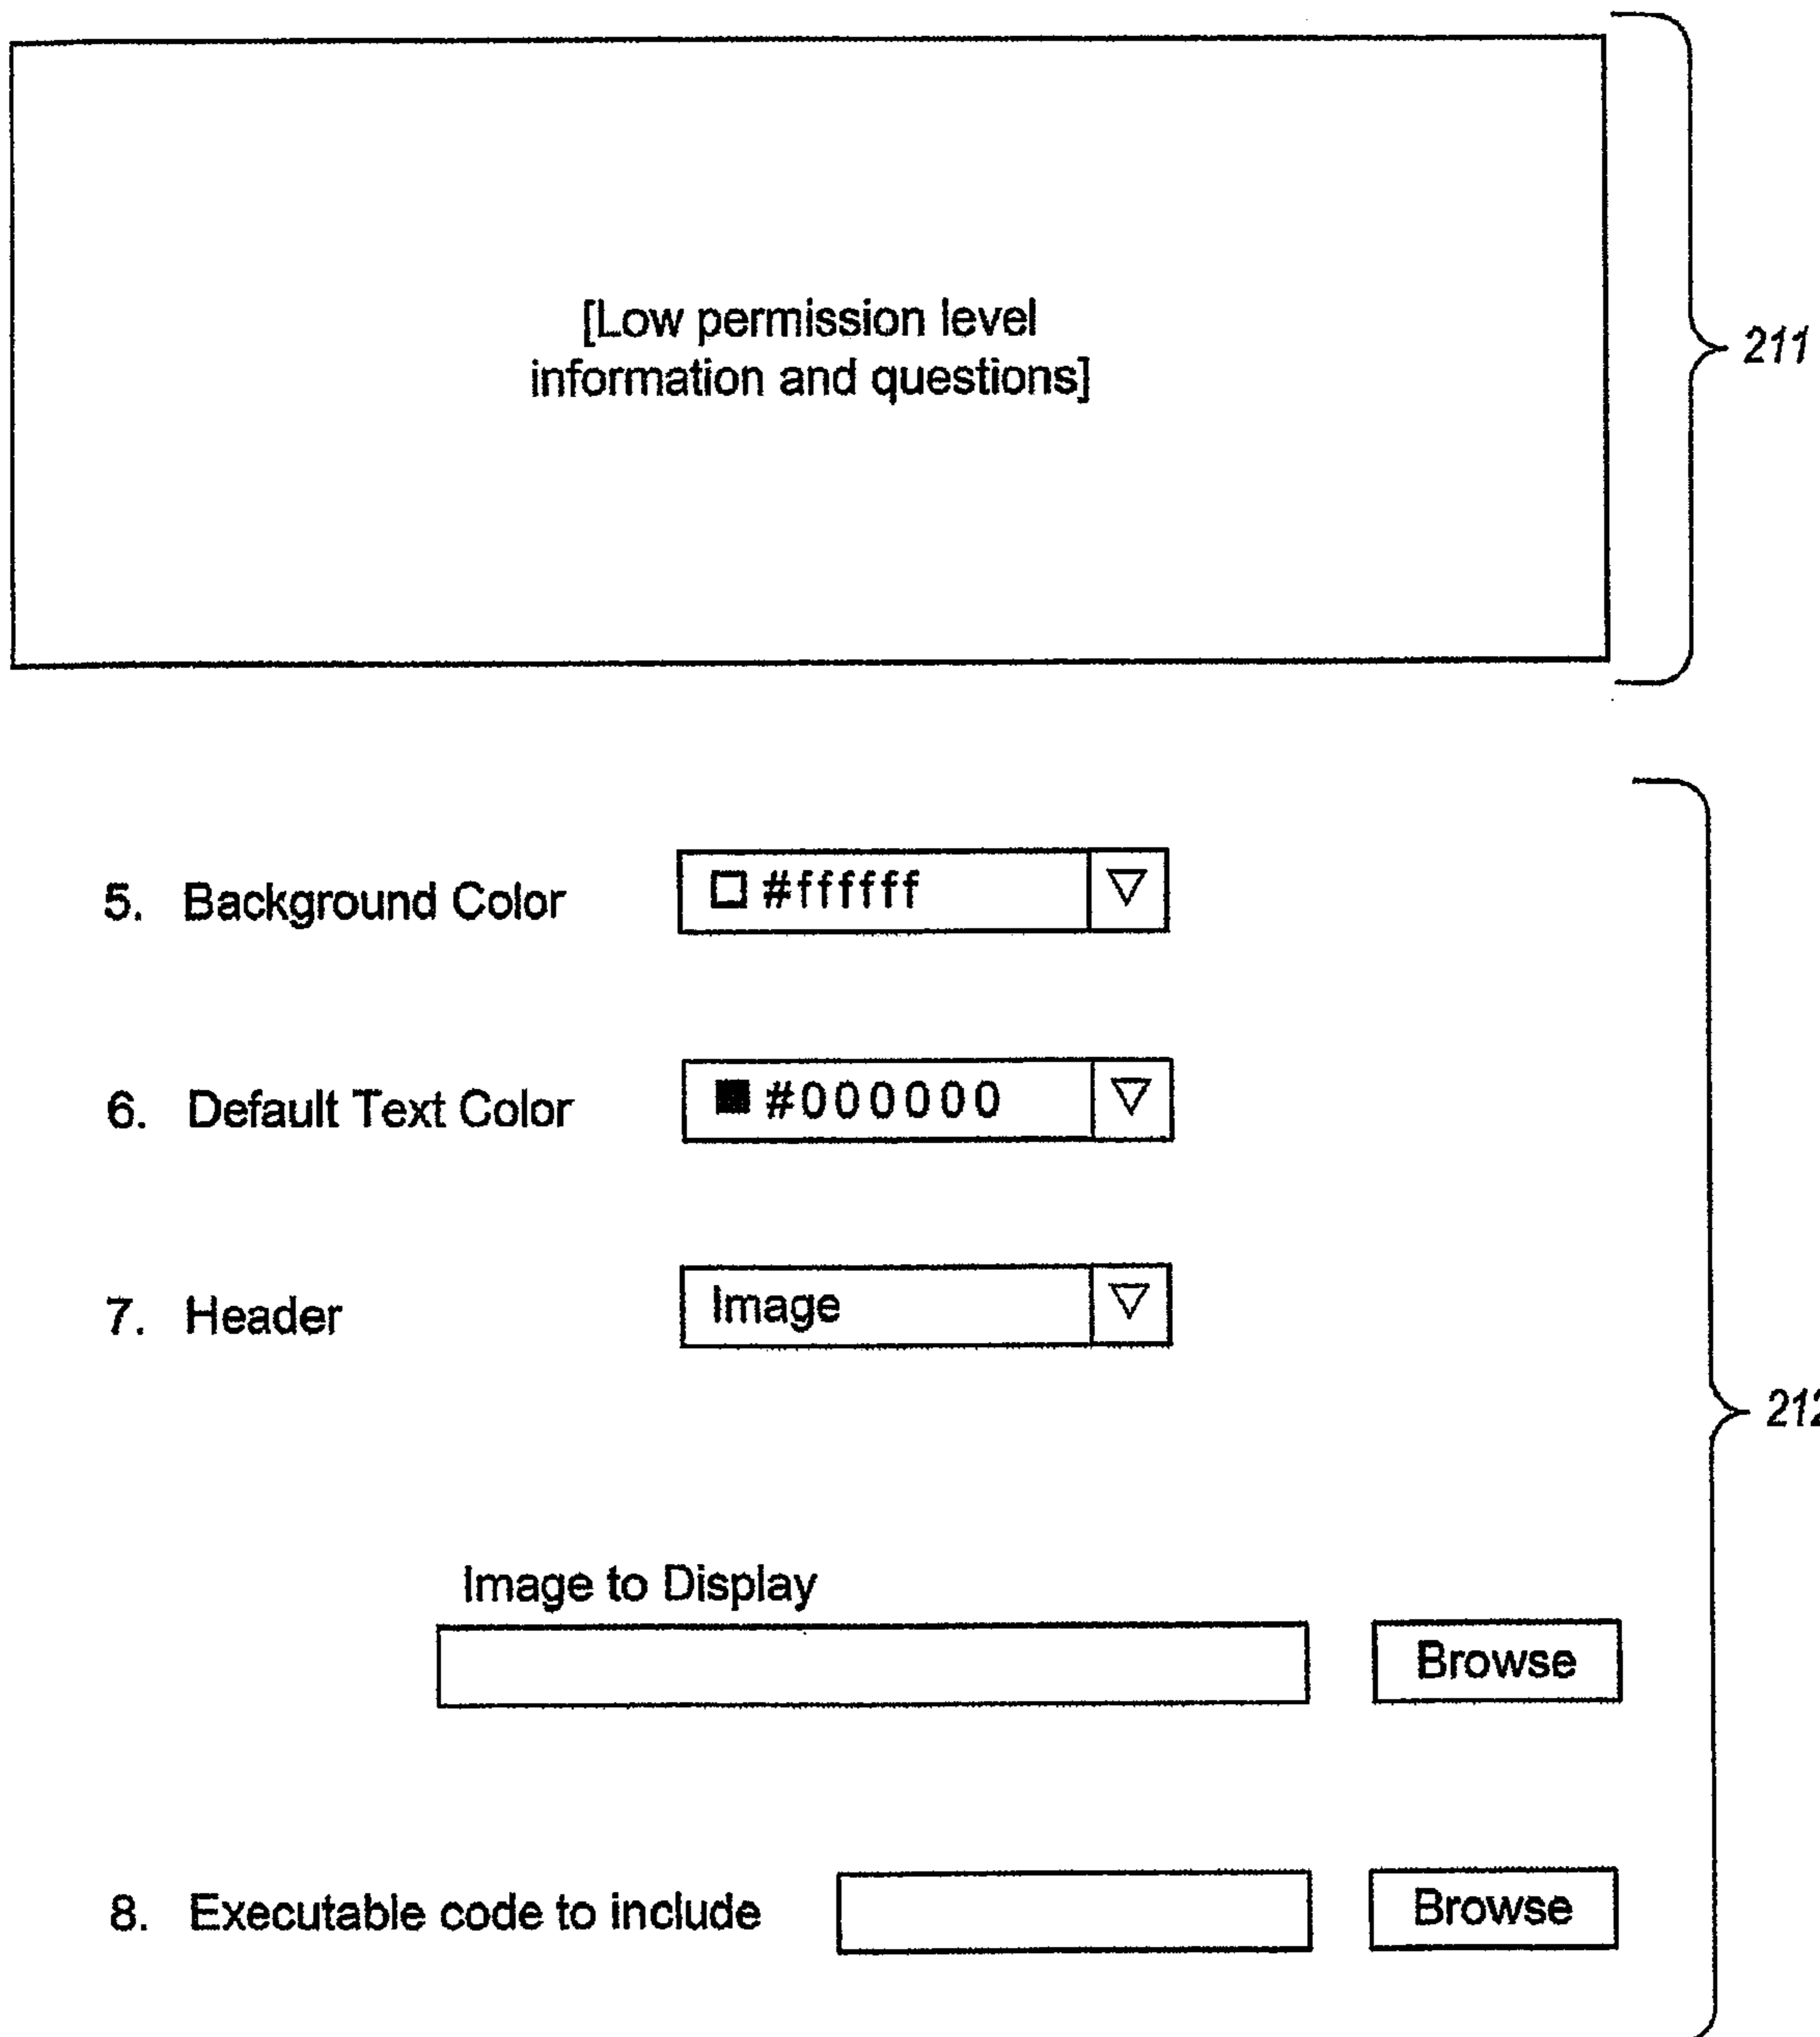 [Low permission level
information and questions]
211
5. Background Color #ffffff
6. Default Text Color #000000
7. Header Image
212
Image to Display
Browse
8. Executable code to include Browse